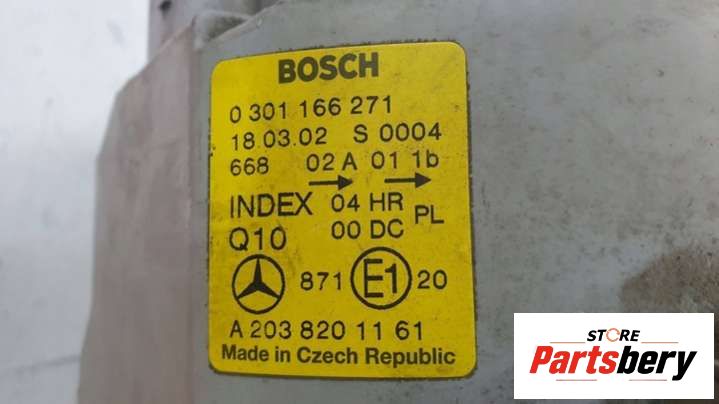 BOSCH
0 301 166 271
18.03.02 S 0004
668 02 A 01 1b
INDEX 04 HR PL
Q10 00 DC
871 E1 20
A 203 820 11 61
Made in Czech Republic
STORE
Partsbery